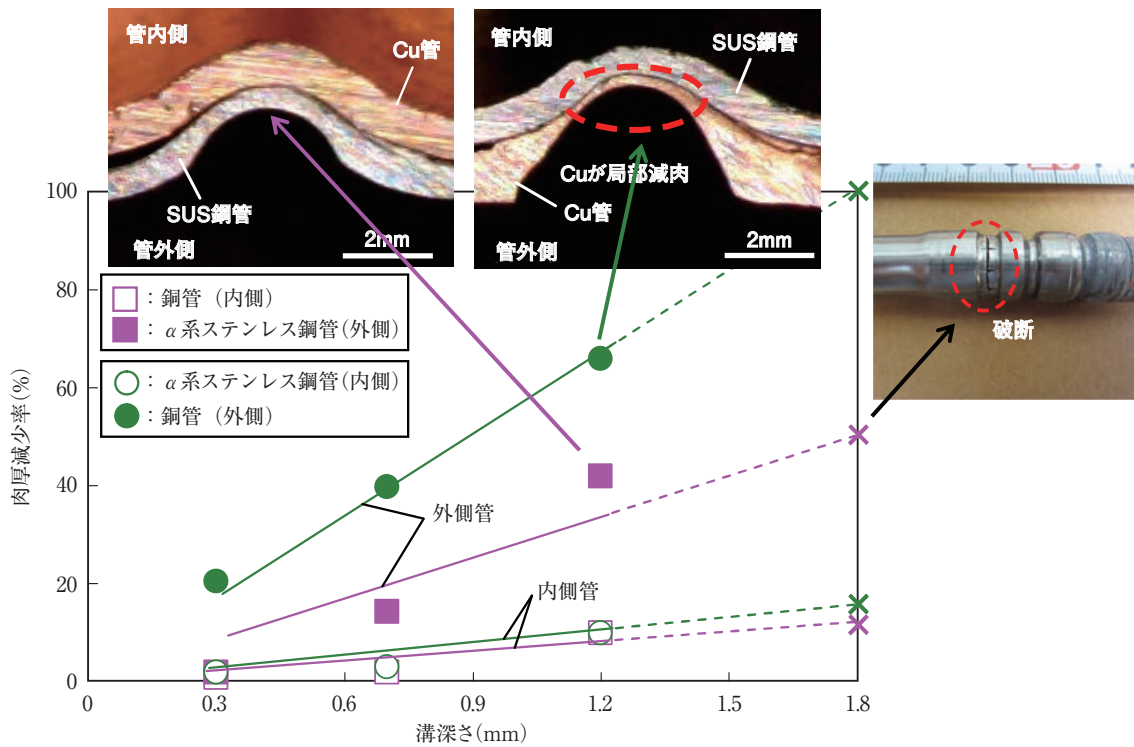 管内側
Cu管
SUS鋼管
管外側
2mm
管内側
SUS鋼管
Cuが局部減肉
Cu管
2mm
破断
□：銅管（内側）
■：α系ステンレス鋼管(外側)
○：α系ステンレス鋼管(内側)
●：銅管（外側）
外側管
内側管
肉厚減少率(%)
100
80
60
40
20
0
0
0.3
0.6
0.9
1.2
1.5
1.8
溝深さ(mm)